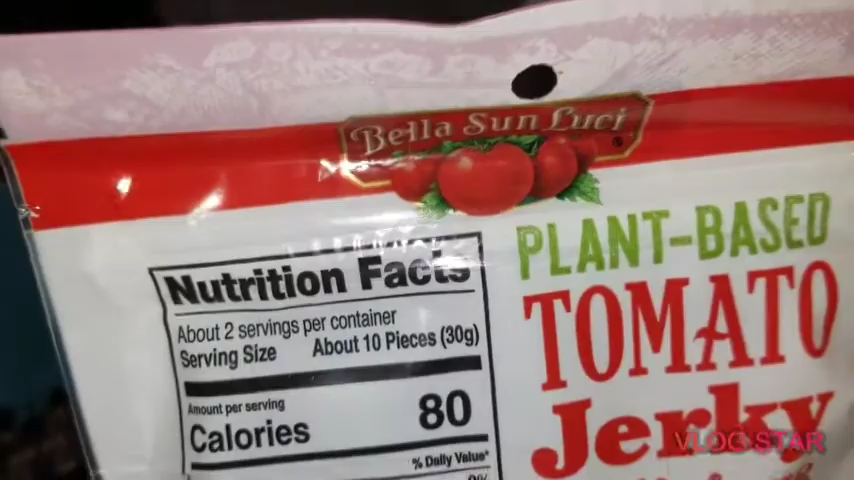 Bella Sun Luci
PLANT-BASED
TOMATO
Jerky
Nutrition Facts
About 2 servings per container
Serving Size About 10 Pieces (30g)
Amount per serving
Calories 80
% Daily Value*
VLOG STAR